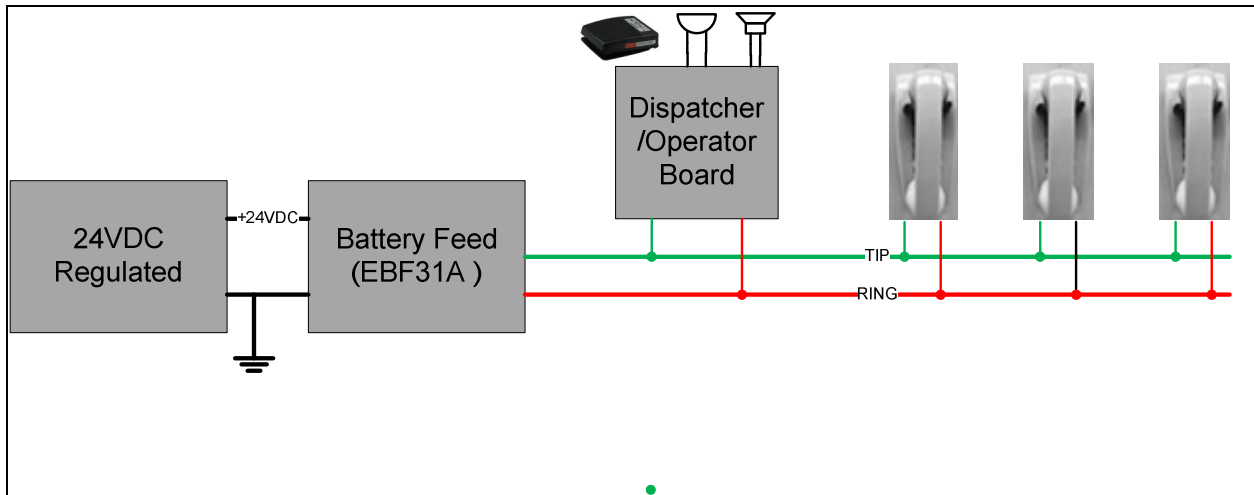 Dispatcher
/Operator
Board
24VDC
Regulated
+24VDC
Battery Feed
(EBF31A )
TIP
RING